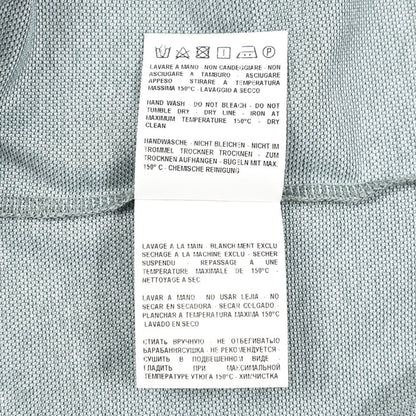 LAVARE A MANO - NON CANDEGGIARE - NON
ASCIUGARE A TAMBURO ASCIUGARE
APPESO - STIRARE A TEMPERATURA
MASSIMA 150°C - LAVAGGIO A SECCO
HAND WASH - DO NOT BLEACH - DO NOT
TUMBLE DRY - DRY LINE - IRON AT
MAXIMUM TEMPERATURE 150°C - DRY
CLEAN
HANDWÄSCHE - NICHT BLEICHEN - NICHT IM
TROMMEL TROCKNER TROCKNEN - ZUM
TROCKNEN AUFHANGEN - BUGELN MIT MAX.
150° C - CHEMISCHE REINIGUNG
LAVAGE A LA MAIN - BLANCHIMENT EXCLU
SECHAGE A LA MACHINE EXCLU - SECHER
SUSPENDU - REPASSAGE A UNE
TEMPERATURE MAXIMALE DE 150°C -
NETTOYAGE A SEC
LAVAR A MANO - NO USAR LEJIA - NO
SECAR EN SECADORA - SECAR COLGADO -
PLANCHAR A TEMPERATURA MAXIMA 150°C
LAVADO EN SECO
СТИАТЬ ВРУЧНУЮ - НЕ ОТБЕГИВАТЬ
БАРАБАННЯСУШКА - НЕ РЕКОМЕНДУЕТСЯ -
СУШИТЬ В ПОДВЕШЕННОМ ВИДЕ -
ГЛАДИТЬ ПРИ МАКСИМАЛЬНОЙ
ТЕМПЕРАТУРЕ УТЮГА 150°C - ХИМЧИСТКА